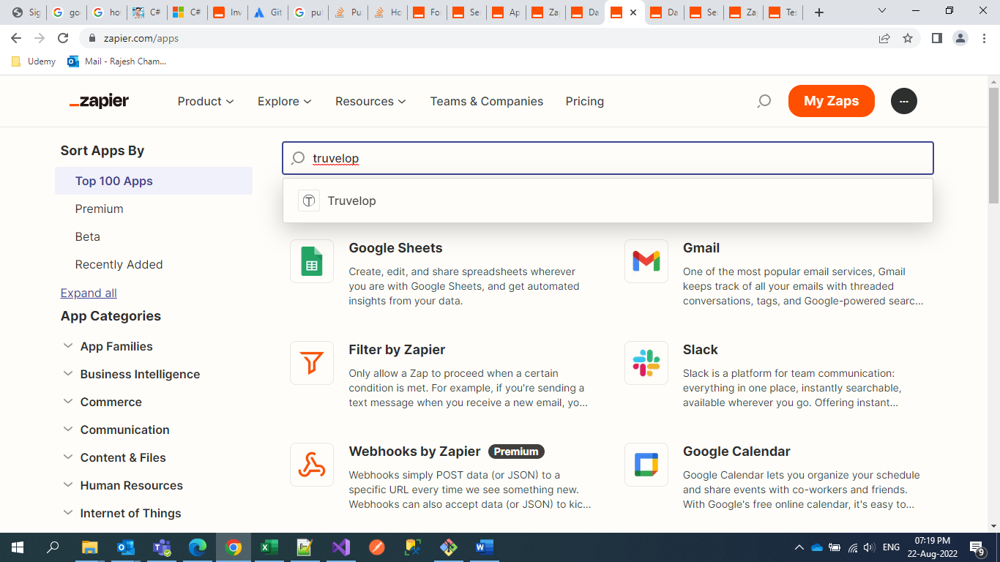 Sig
go
ho
C#
C#
Inv
Git
pu
Pu
Ho
Fo
Se
Ap
Za
Da
Da
Se
Za
Te
zapier.com/apps
Udemy
Mail - Rajesh Cham...
zapier
Product
Explore
Resources
Teams & Companies
Pricing
My Zaps
Sort Apps By
Top 100 Apps
Premium
Beta
Recently Added
Expand all
App Categories
App Families
Business Intelligence
Commerce
Communication
Content & Files
Human Resources
Internet of Things
truvelop
Truvelop
Google Sheets
Create, edit, and share spreadsheets wherever
you are with Google Sheets, and get automated
insights from your data.
Gmail
One of the most popular email services, Gmail
keeps track of all your emails with threaded
conversations, tags, and Google-powered searc...
Filter by Zapier
Only allow a Zap to proceed when a certain
condition is met. For example, if you're sending a
text message when you receive a new email, yo...
Slack
Slack is a platform for team communication:
everything in one place, instantly searchable,
available wherever you go. Offering instant...
Webhooks by Zapier Premium
Webhooks simply POST data (or JSON) to a
specific URL every time we see something new.
Webhooks can also accept data (or JSON) to kic...
Google Calendar
Google Calendar lets you organize your schedule
and share events with co-workers and friends.
With Google's free online calendar, it's easy to...
ENG
07:19 PM
22-Aug-2022
9